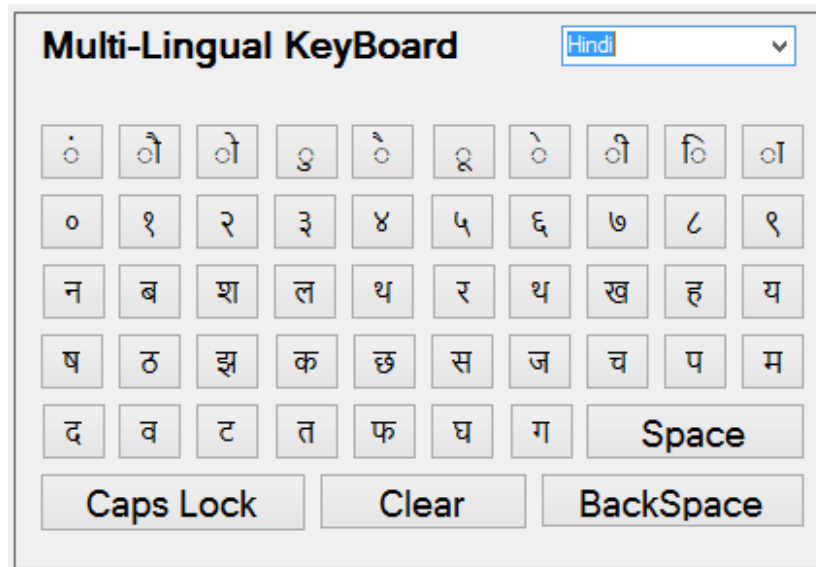 Multi-Lingual KeyBoard Hindi
ं ौ ो ु ै ू े ी ि ा
० १ २ ३ ४ ५ ६ ७ ८ ९
न ब श ल थ र थ ख ह य
ष ठ झ क छ स ज च प म
द व ट त फ घ ग Space
Caps Lock Clear BackSpace